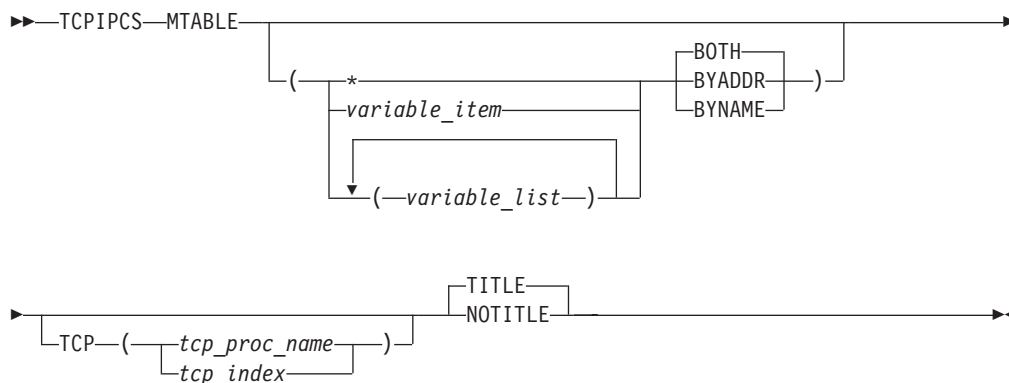 TCPIPCS MTABLE
BOTH
( * BYADDR )
variable_item BYNAME
( variable_list )
TITLE
NOTITLE
TCP ( tcp_proc_name )
tcp_index